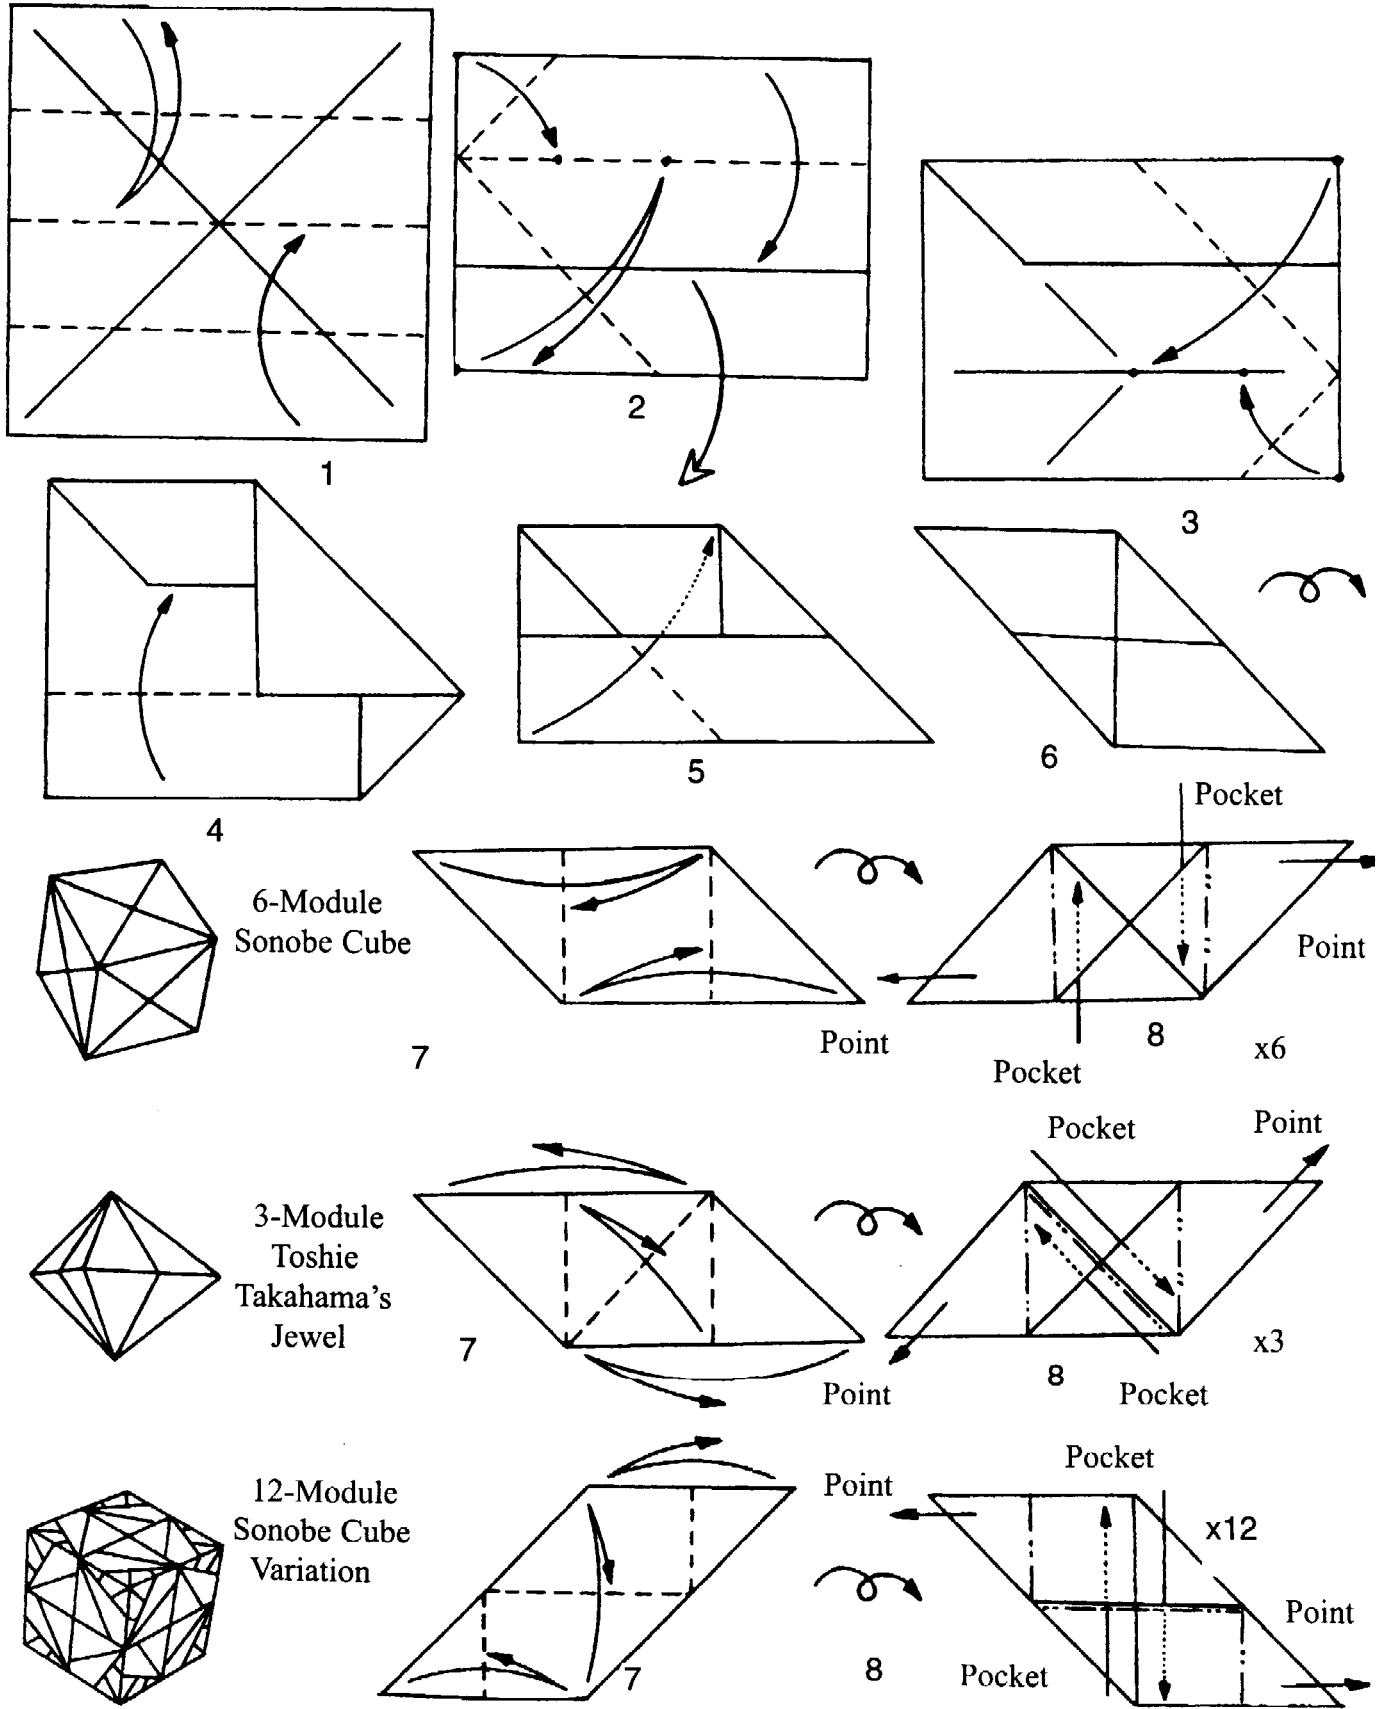 1
2
3
4
5
6
Pocket
6-Module
Sonobe Cube
Point
7
Point
8
x6
Pocket
Pocket
Point
3-Module
Toshie
Takahama's
Jewel
7
8
x3
Point
Pocket
Pocket
12-Module
Sonobe Cube
Variation
Point
x12
Point
7
8
Pocket